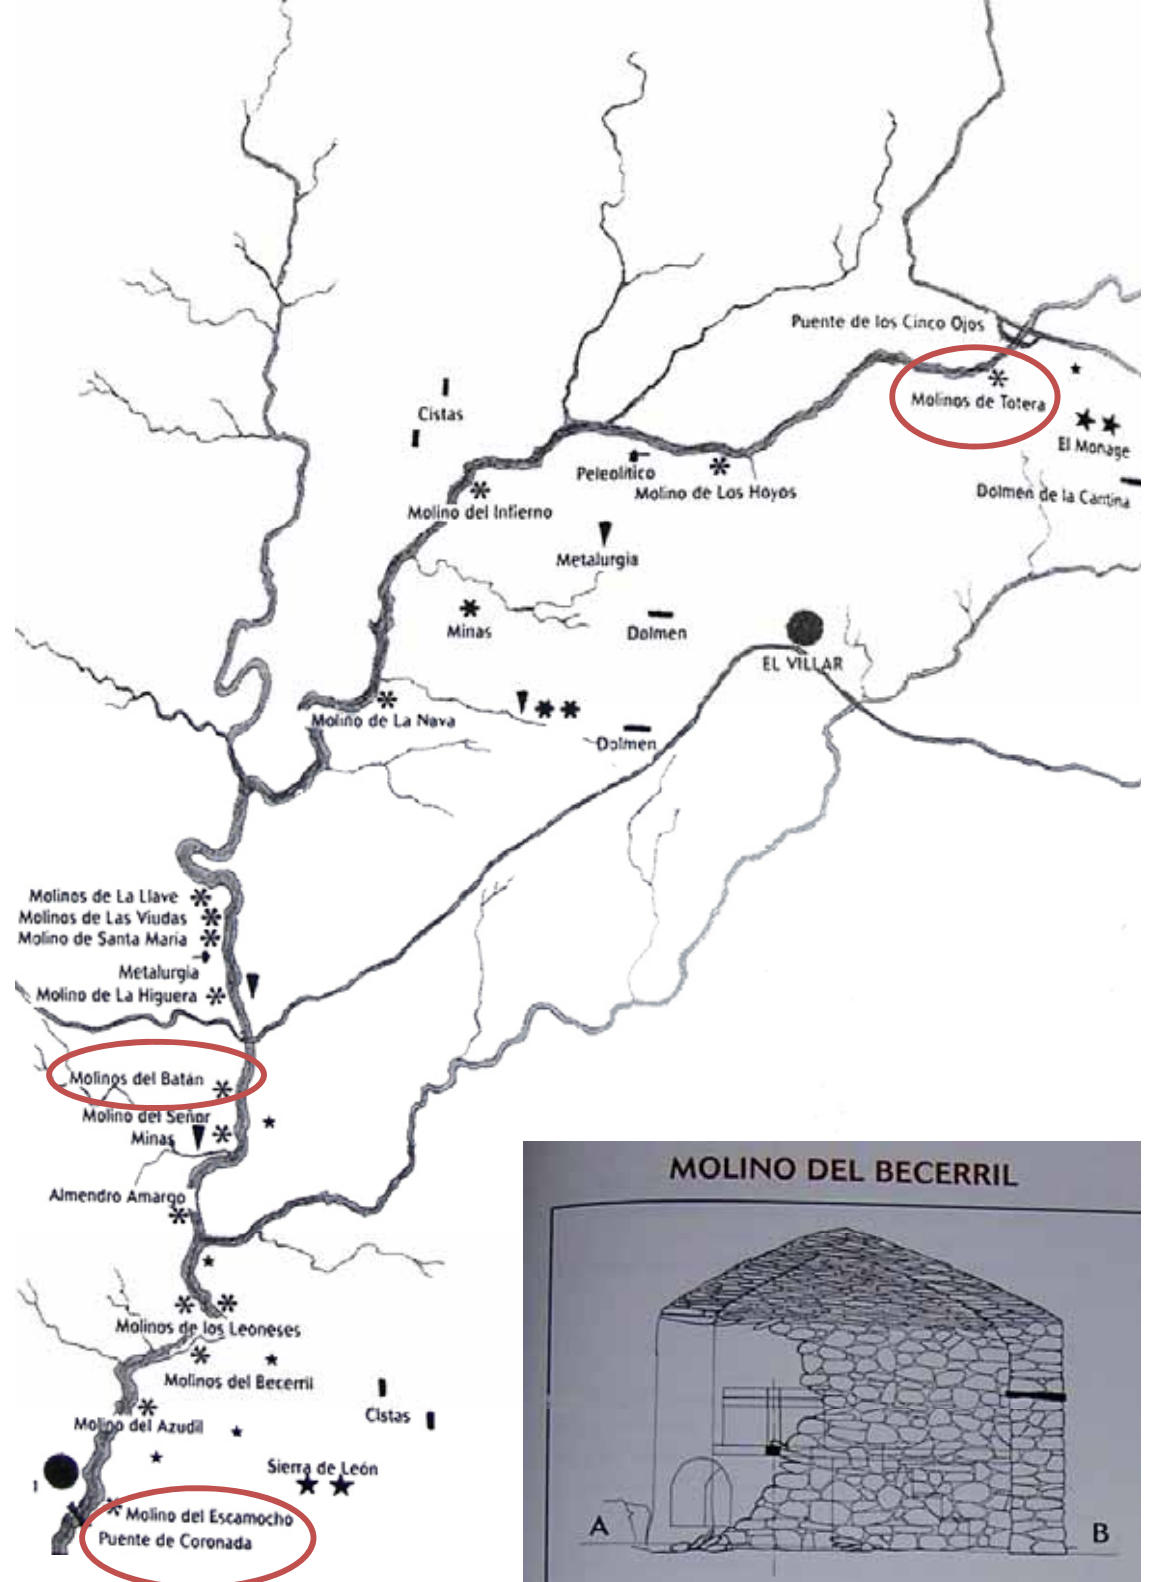 Puente de los Cinco Ojos
Molinos de Totera
El Monage
Cistas
Peleolítico
Molino de Los Hoyos
Dolmen de la Cantina
Molino del Infierno
Metalurgia
Minas
Dolmen
EL VILLAR
Molino de La Nava
Dolmen
Molinos de La Llave
Molinos de Las Viudas
Molino de Santa María
Metalurgia
Molino de La Higuera
Molinos del Batán
Molino del Señor
Minas
Almendro Amargo
Molinos de los Leoneses
Molinos del Becerril
Cistas
Molino del Azudil
Sierra de León
1
Molino del Escamocho
Puente de Coronada
MOLINO DEL BECERRIL
A
B